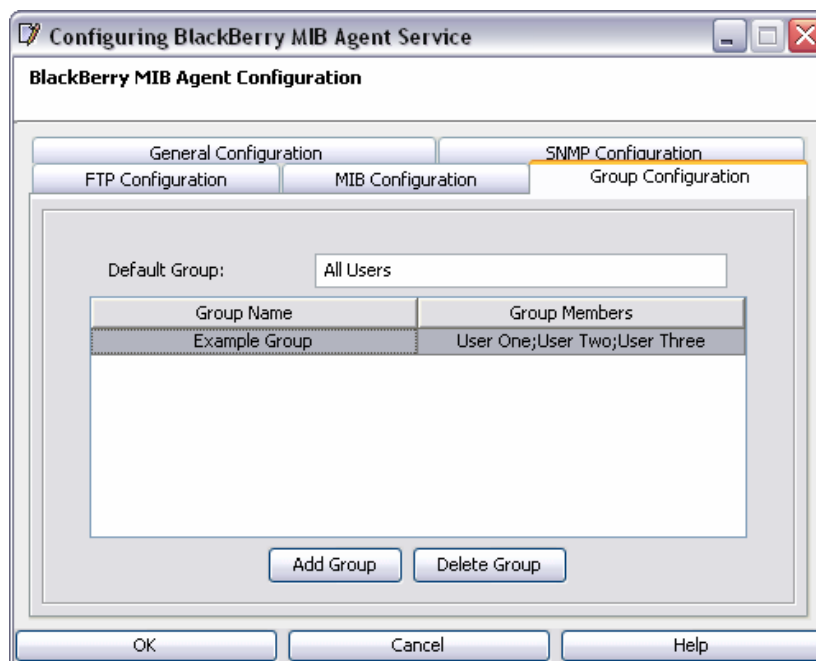 Configuring BlackBerry MIB Agent Service
BlackBerry MIB Agent Configuration
General Configuration
SNMP Configuration
FTP Configuration
MIB Configuration
Group Configuration
Default Group:
All Users
Group Name
Group Members
Example Group
User One;User Two;User Three
Add Group
Delete Group
OK
Cancel
Help